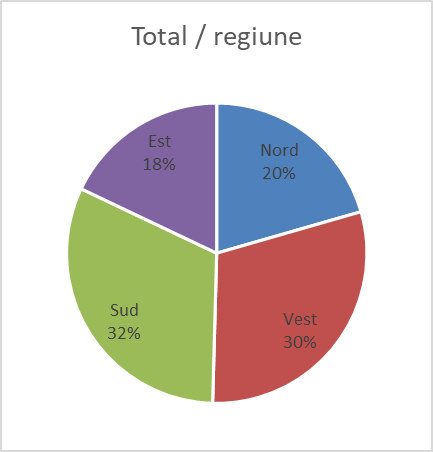 Total / regiune
Est
18%
Nord
20%
Sud
32%
Vest
30%